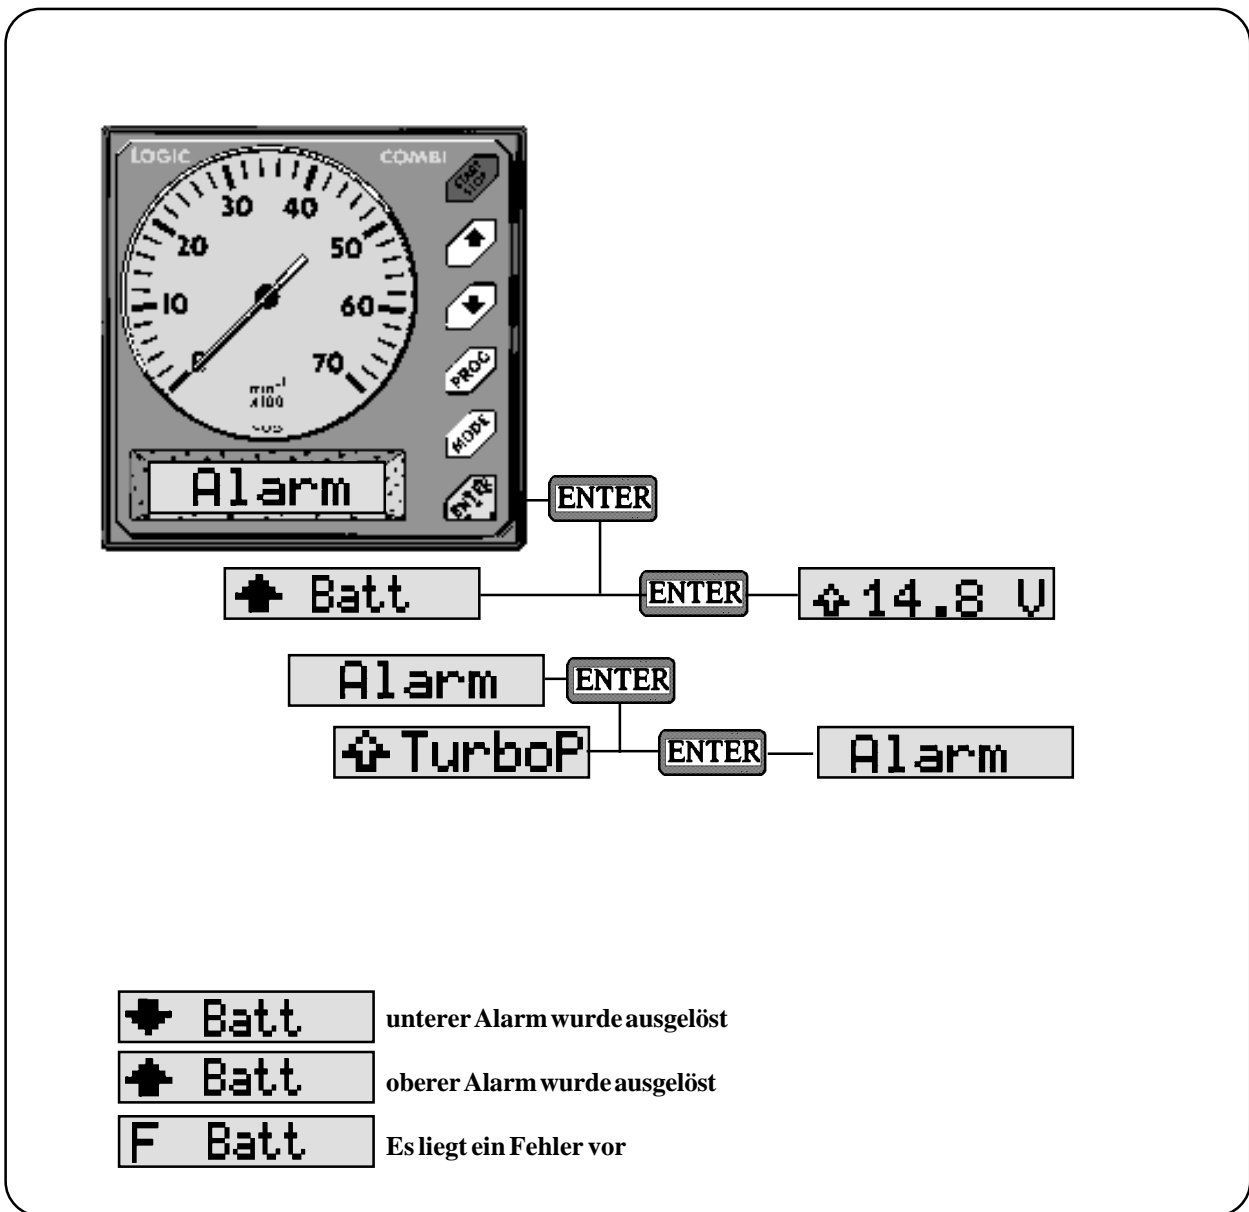 LOGIC COMBI
START STOP
30 40
20 50
10 60
0 70
min⁻¹
x100
PROG
MODE
Alarm
ENTER
ENTER
Batt
ENTER
14.8 V
Alarm
ENTER
TurboP
ENTER
Alarm
Batt
unterer Alarm wurde ausgelöst
Batt
oberer Alarm wurde ausgelöst
F Batt
Es liegt ein Fehler vor